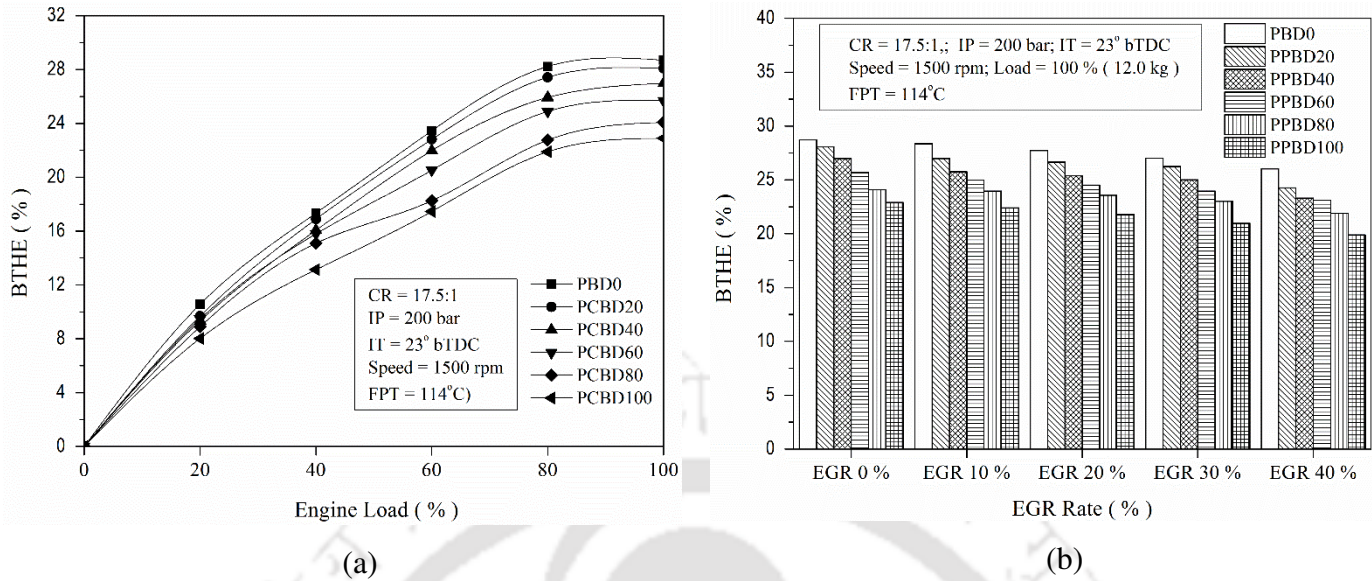 32
28
24
20
16
12
8
4
0
BTHE ( % )
CR = 17.5:1
IP = 200 bar
IT = 23° bTDC
Speed = 1500 rpm
FPT = 114°C)
PBD0
PCBD20
PCBD40
PCBD60
PCBD80
PCBD100
0 20 40 60 80 100
Engine Load ( % )
(a)
40
35
30
25
20
15
10
5
0
BTHE ( % )
CR = 17.5:1,; IP = 200 bar; IT = 23° bTDC
Speed = 1500 rpm; Load = 100 % ( 12.0 kg )
FPT = 114°C
PBD0
PPBD20
PPBD40
PPBD60
PPBD80
PPBD100
EGR 0 % EGR 10 % EGR 20 % EGR 30 % EGR 40 %
EGR Rate ( % )
(b)